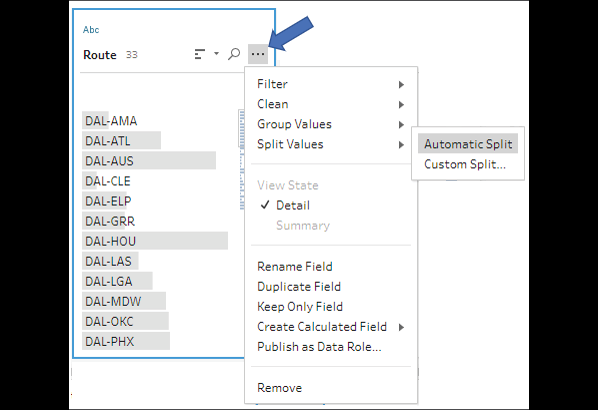 Abc
Route 33
DAL-AMA
DAL-ATL
DAL-AUS
DAL-CLE
DAL-ELP
DAL-GRR
DAL-HOU
DAL-LAS
DAL-LGA
DAL-MDW
DAL-OKC
DAL-PHX
Filter
Clean
Group Values
Split Values
View State
✓ Detail
Summary
Rename Field
Duplicate Field
Keep Only Field
Create Calculated Field
Publish as Data Role...
Remove
Automatic Split
Custom Split...